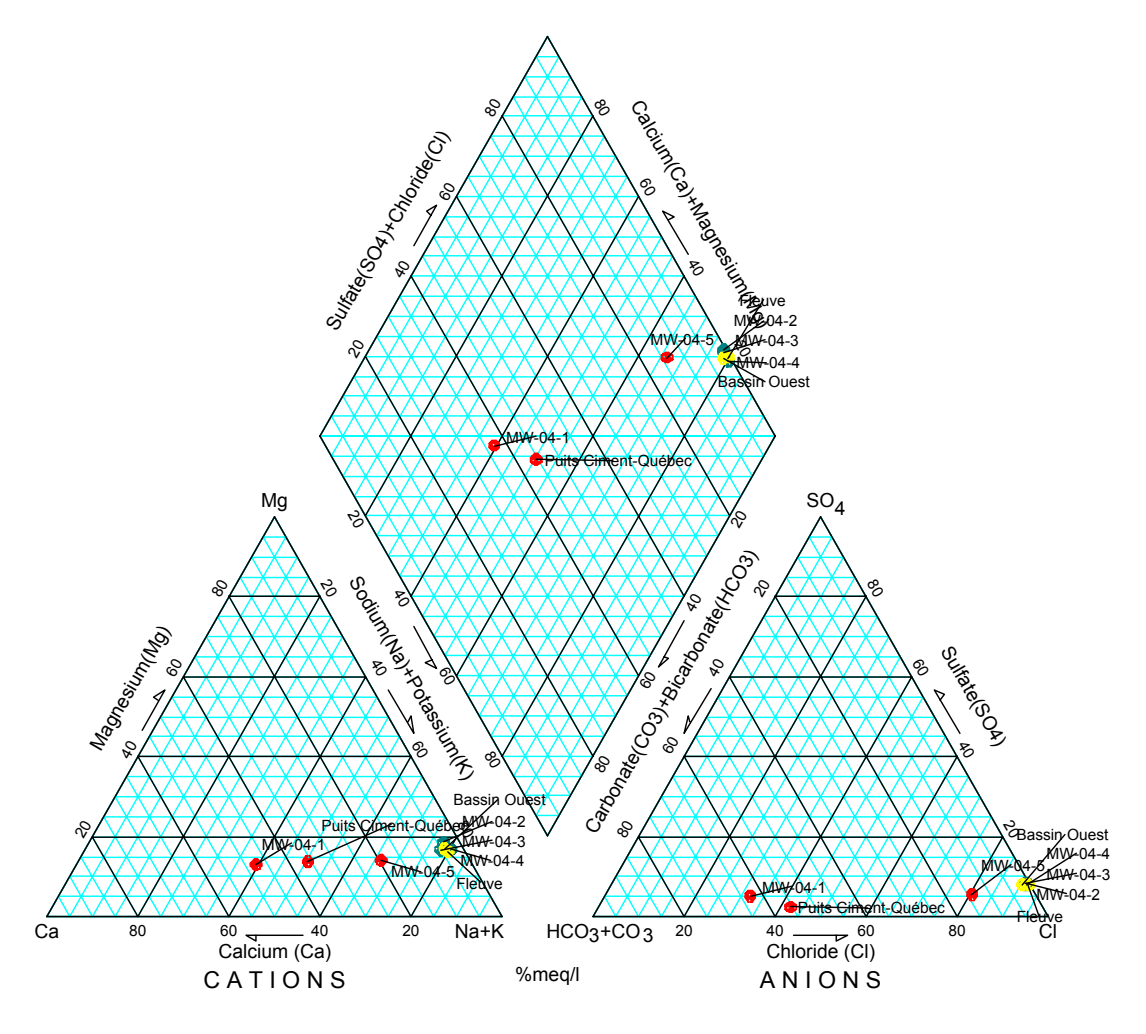 80
80
Sulfate(SO4)+Chloride(Cl)
Calcium(Ca)+Magnesium(Mg)
60
60
40
40
20
20
Fleuve
MW-04-2
MW-04-3
MW-04-4
Bassin Ouest
MW-04-5
MW-04-1
Puits Ciment-Québec
20
20
40
40
60
60
80
80
Sodium(Na)+Potassium(K)
Carbonate(CO3)+Bicarbonate(HCO3)
Mg
80
20
Magnesium(Mg)
60
40
40
60
20
Bassin Ouest
MW-04-2
MW-04-3
MW-04-4
Fleuve
Puits Ciment-Québec
MW-04-1
MW-04-5
Ca
80
60
40
20
Na+K
Calcium (Ca)
CATIONS
%meq/l
SO4
20
80
40
60
Sulfate(SO4)
60
40
80
20
Bassin Ouest
MW-04-4
MW-04-5
MW-04-3
MW-04-2
Fleuve
MW-04-1
Puits Ciment-Québec
HCO3+CO3
20
40
60
80
Cl
Chloride (Cl)
ANIONS